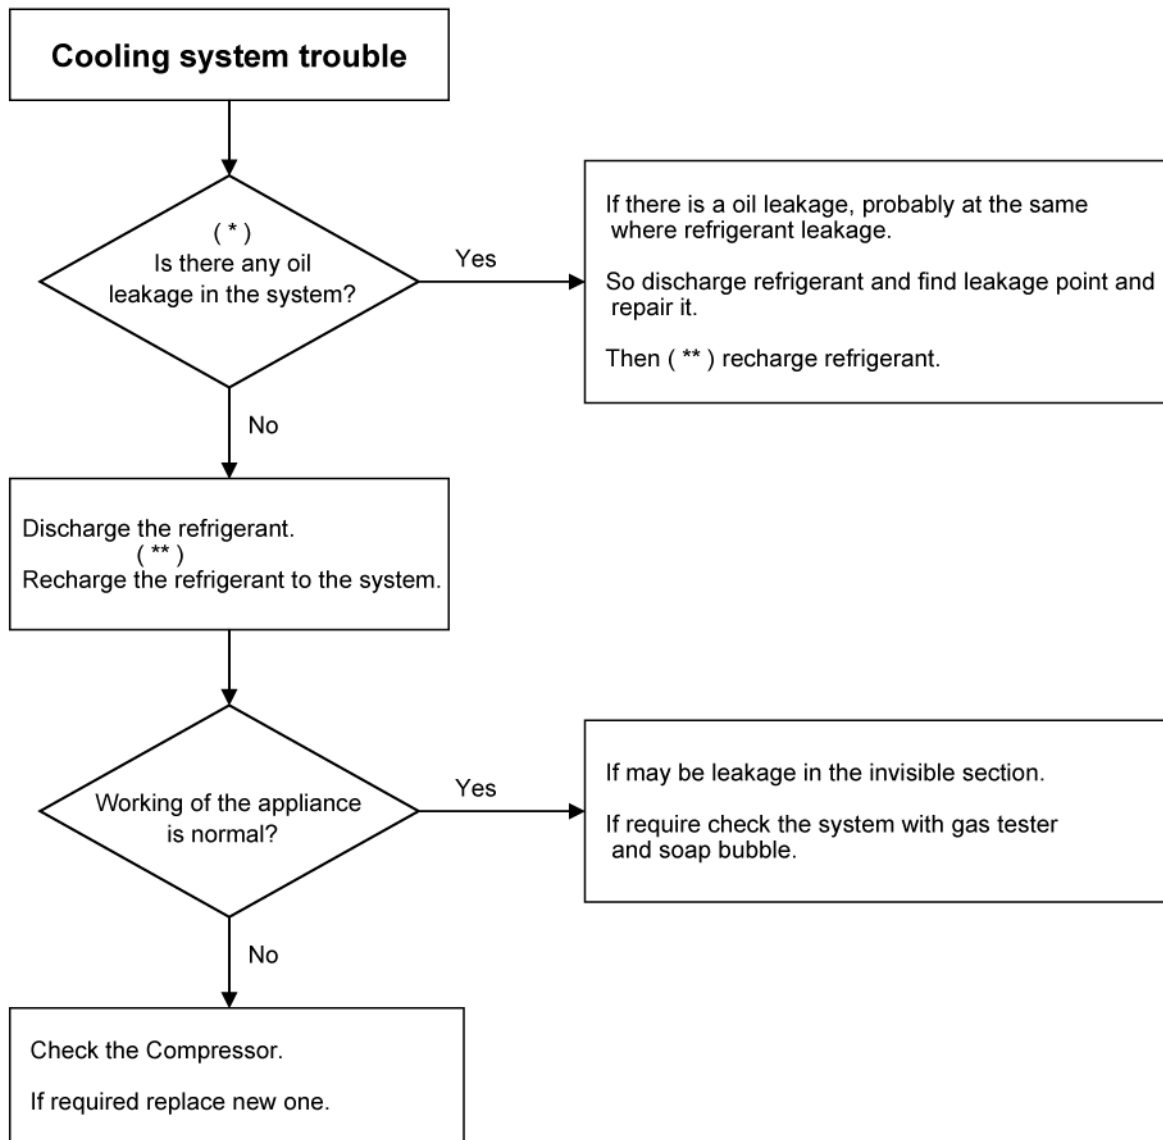 Cooling system trouble
( * )
Is there any oil
leakage in the system?
Yes
If there is a oil leakage, probably at the same
where refrigerant leakage.
So discharge refrigerant and find leakage point and
repair it.
Then ( ** ) recharge refrigerant.
No
Discharge the refrigerant.
( ** )
Recharge the refrigerant to the system.
Working of the appliance
is normal?
Yes
If may be leakage in the invisible section.
If require check the system with gas tester
and soap bubble.
No
Check the Compressor.
If required replace new one.